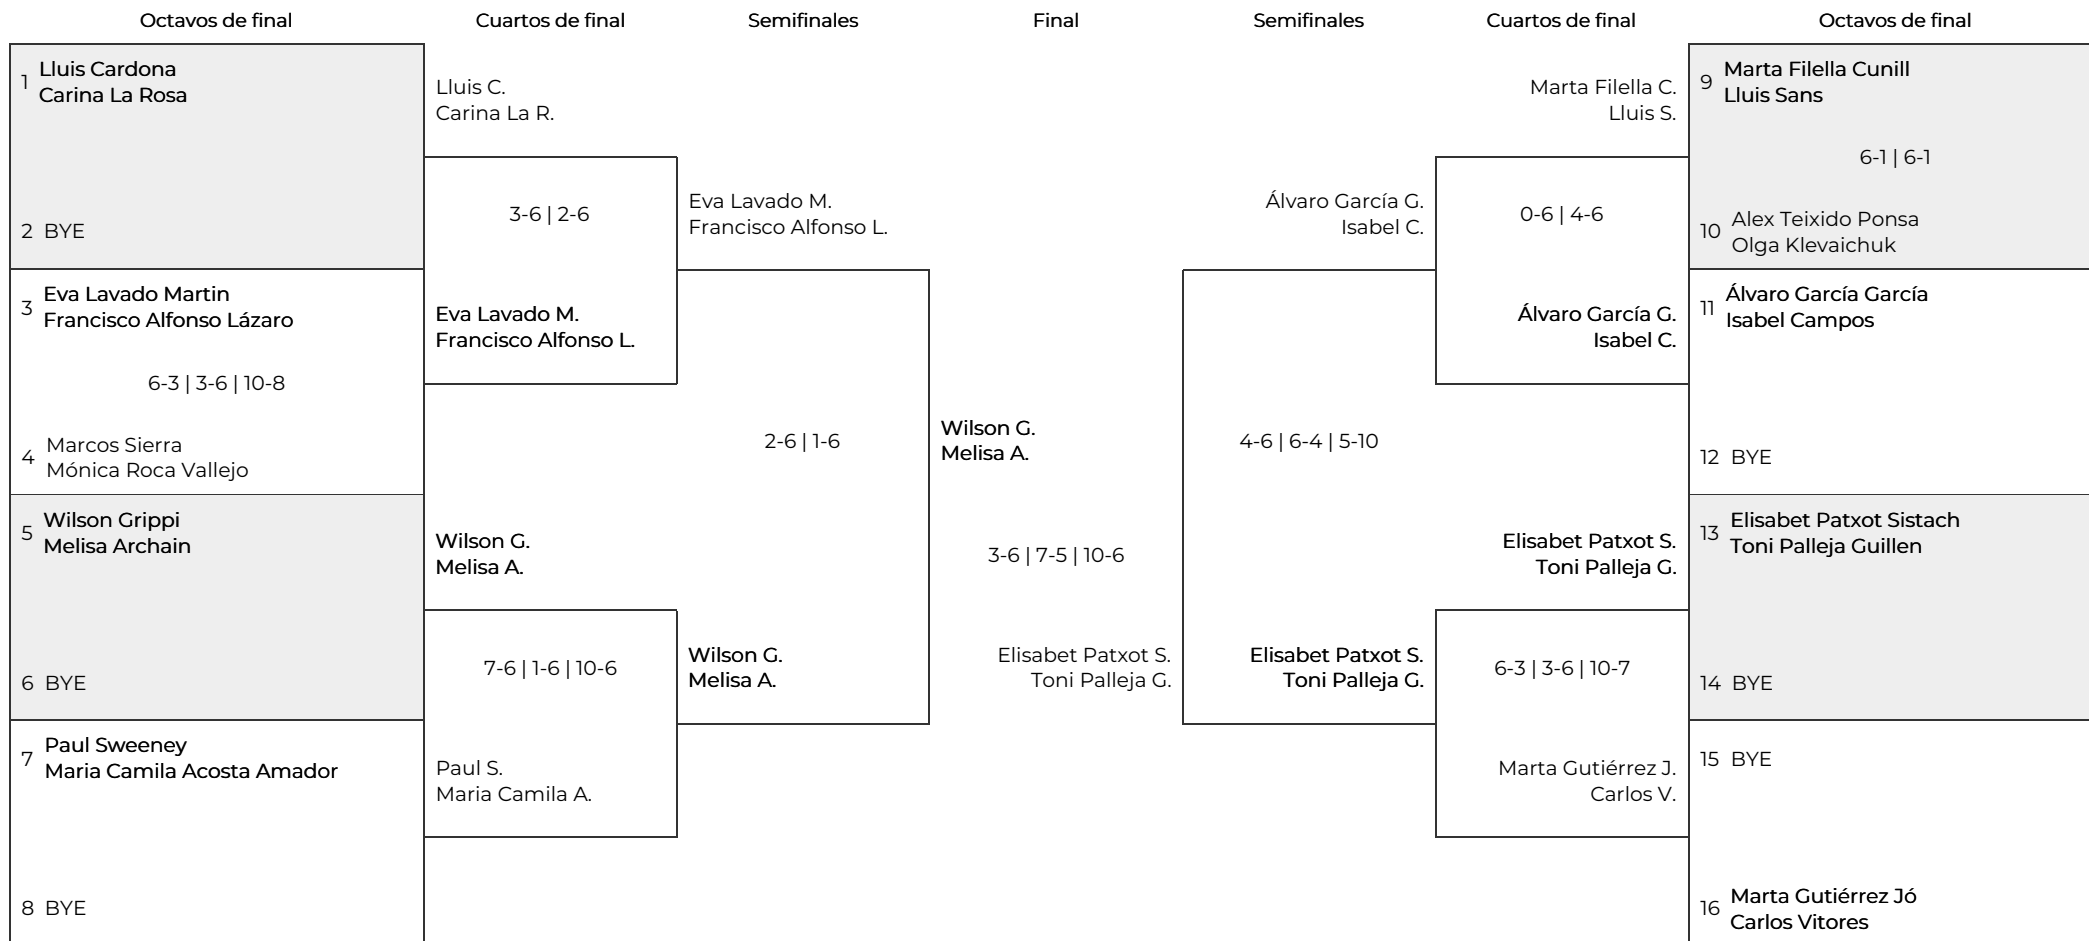 Octavos de final
Cuartos de final
Semifinales
Final
Semifinales
Cuartos de final
Octavos de final
1 Lluis Cardona
Carina La Rosa
2 BYE
3 Eva Lavado Martin
Francisco Alfonso Lázaro
6-3 | 3-6 | 10-8
4 Marcos Sierra
Mónica Roca Vallejo
5 Wilson Grippi
Melisa Archain
6 BYE
7 Paul Sweeney
Maria Camila Acosta Amador
8 BYE
Lluis C.
Carina La R.
3-6 | 2-6
Eva Lavado M.
Francisco Alfonso L.
Wilson G.
Melisa A.
7-6 | 1-6 | 10-6
Paul S.
Maria Camila A.
Eva Lavado M.
Francisco Alfonso L.
2-6 | 1-6
Wilson G.
Melisa A.
Wilson G.
Melisa A.
3-6 | 7-5 | 10-6
Elisabet Patxot S.
Toni Palleja G.
Álvaro García G.
Isabel C.
4-6 | 6-4 | 5-10
Elisabet Patxot S.
Toni Palleja G.
Marta Filella C.
Lluis S.
0-6 | 4-6
Álvaro García G.
Isabel C.
Elisabet Patxot S.
Toni Palleja G.
6-3 | 3-6 | 10-7
Marta Gutiérrez J.
Carlos V.
9 Marta Filella Cunill
Lluis Sans
6-1 | 6-1
10 Alex Teixido Ponsa
Olga Klevaichuk
11 Álvaro García García
Isabel Campos
12 BYE
13 Elisabet Patxot Sistach
Toni Palleja Guillen
14 BYE
15 BYE
16 Marta Gutiérrez Jó
Carlos Vitores